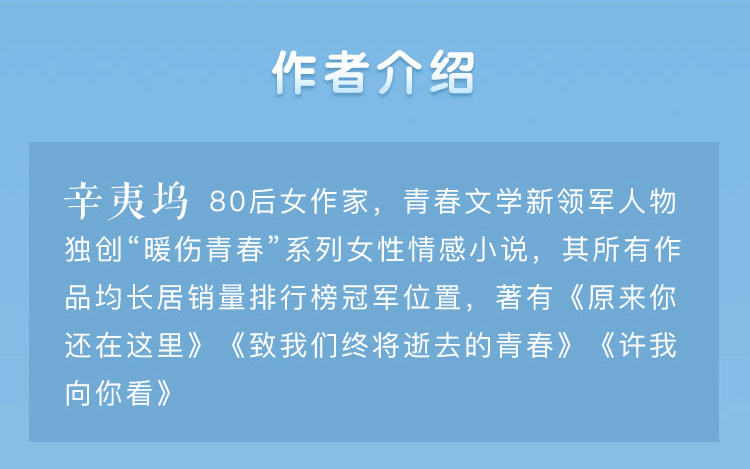 作者介绍
辛夷坞 80后女作家，青春文学新领军人物
独创“暖伤青春”系列女性情感小说，其所有作
品均长居销量排行榜冠军位置，著有《原来你
还在这里》《致我们终将逝去的青春》《许我
向你看》